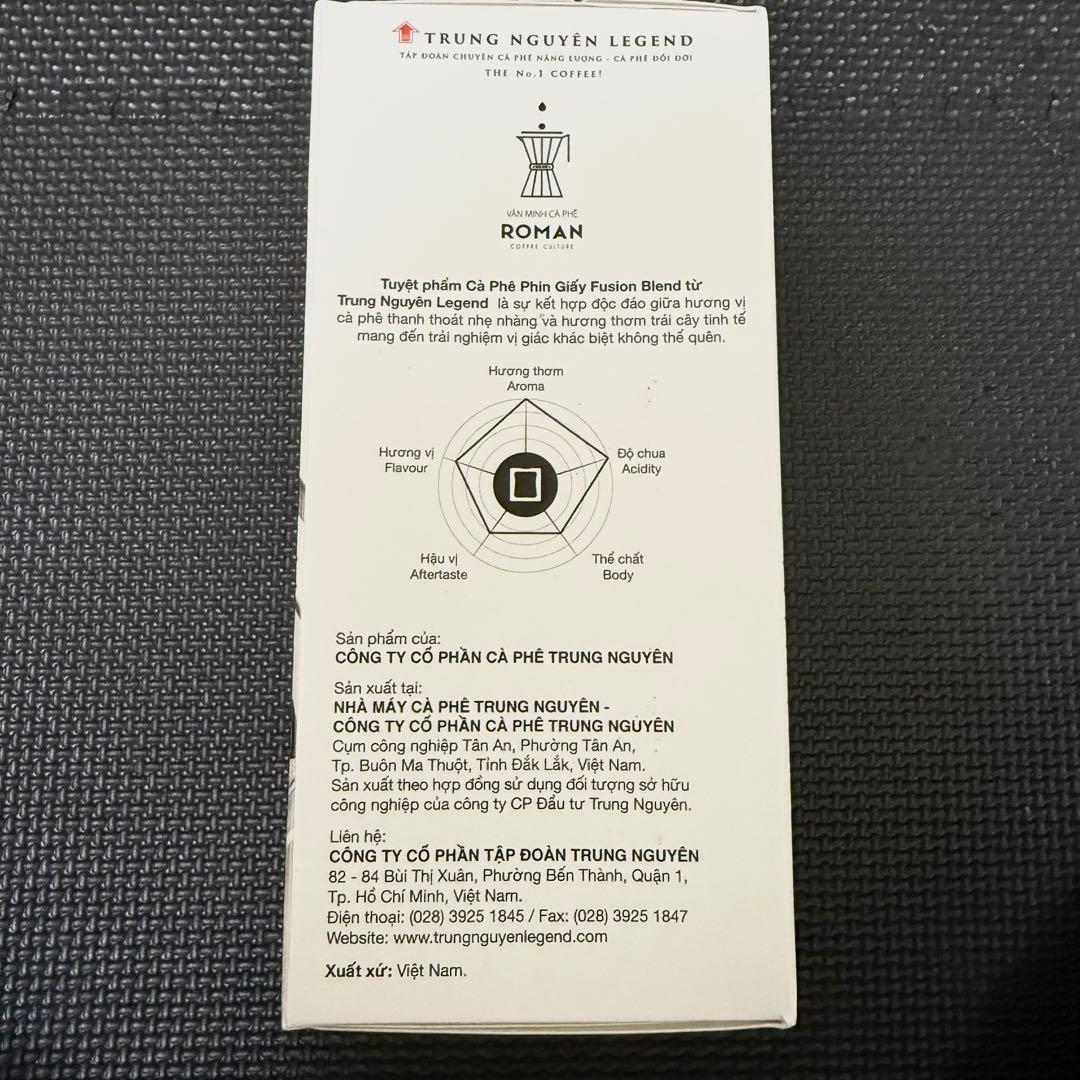 TRUNG NGUYÊN LEGEND
TẬP ĐOÀN CHUYÊN CÀ PHÊ NĂNG LƯỢNG - CÀ PHÊ ĐỔI ĐỜI
THE No.1 COFFEE!
VĂN MINH CÀ PHÊ
ROMAN
COFFEE CULTURE
Tuyệt phẩm Cà Phê Phin Giấy Fusion Blend từ
Trung Nguyên Legend là sự kết hợp độc đáo giữa hương vị
cà phê thanh thoát nhẹ nhàng và hương thơm trái cây tinh tế
mang đến trải nghiệm vị giác khác biệt không thể quên.
Hương thơm
Aroma
Hương vị
Flavour
Độ chua
Acidity
Hậu vị
Aftertaste
Thể chất
Body
Sản phẩm của:
CÔNG TY CỔ PHẦN CÀ PHÊ TRUNG NGUYÊN
Sản xuất tại:
NHÀ MÁY CÀ PHÊ TRUNG NGUYÊN -
CÔNG TY CỔ PHẦN CÀ PHÊ TRUNG NGUYÊN
Cụm công nghiệp Tân An, Phường Tân An,
Tp. Buôn Ma Thuột, Tỉnh Đắk Lắk, Việt Nam.
Sản xuất theo hợp đồng sử dụng đối tượng sở hữu
công nghiệp của công ty CP Đầu tư Trung Nguyên.
Liên hệ:
CÔNG TY CỔ PHẦN TẬP ĐOÀN TRUNG NGUYÊN
82 - 84 Bùi Thị Xuân, Phường Bến Thành, Quận 1,
Tp. Hồ Chí Minh, Việt Nam.
Điện thoại: (028) 3925 1845 / Fax: (028) 3925 1847
Website: www.trungnguyenlegend.com
Xuất xứ: Việt Nam.